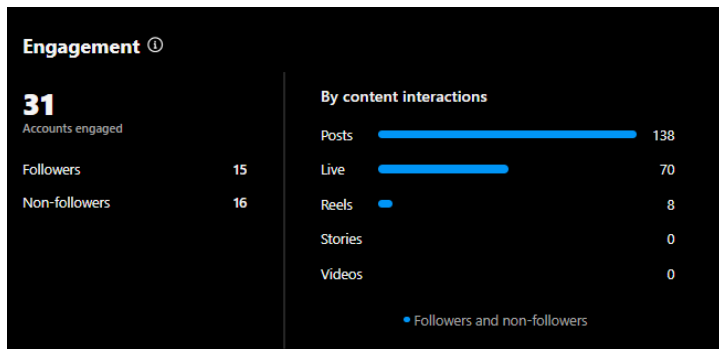 Engagement
31
Accounts engaged
Followers 15
Non-followers 16
By content interactions
Posts 138
Live 70
Reels 8
Stories 0
Videos 0
Followers and non-followers